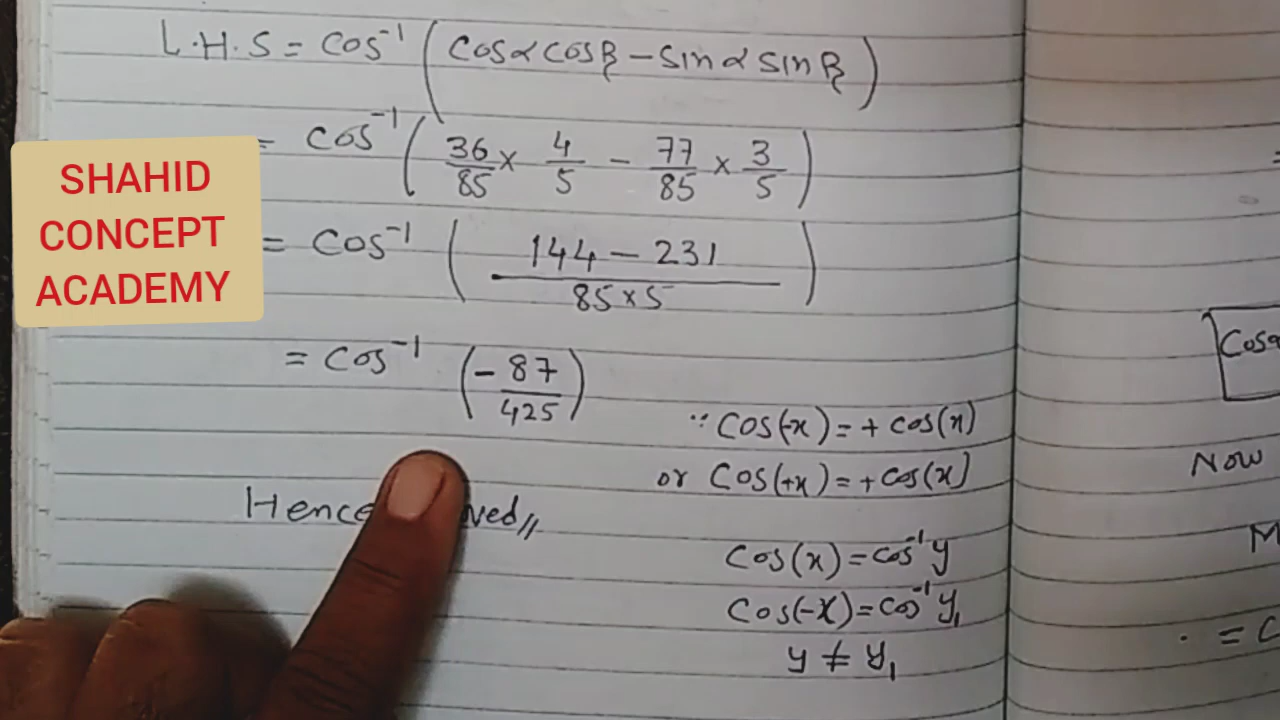 L.H.S = Cos⁻¹ (Cosα Cosβ – Sinα Sinβ)
= Cos⁻¹ (36/85 × 4/5 – 77/85 × 3/5)
= Cos⁻¹ (144 – 231 / 85 × 5)
= Cos⁻¹ (– 87/425)
∵ Cos(-x) = + Cos(x)
or Cos(+x) = + Cos(x)
Hence
Cos(x) = Cos⁻¹ y
Cos(-x) = Cos⁻¹ y₁
y ≠ y₁
SHAHID
CONCEPT
ACADEMY
Now